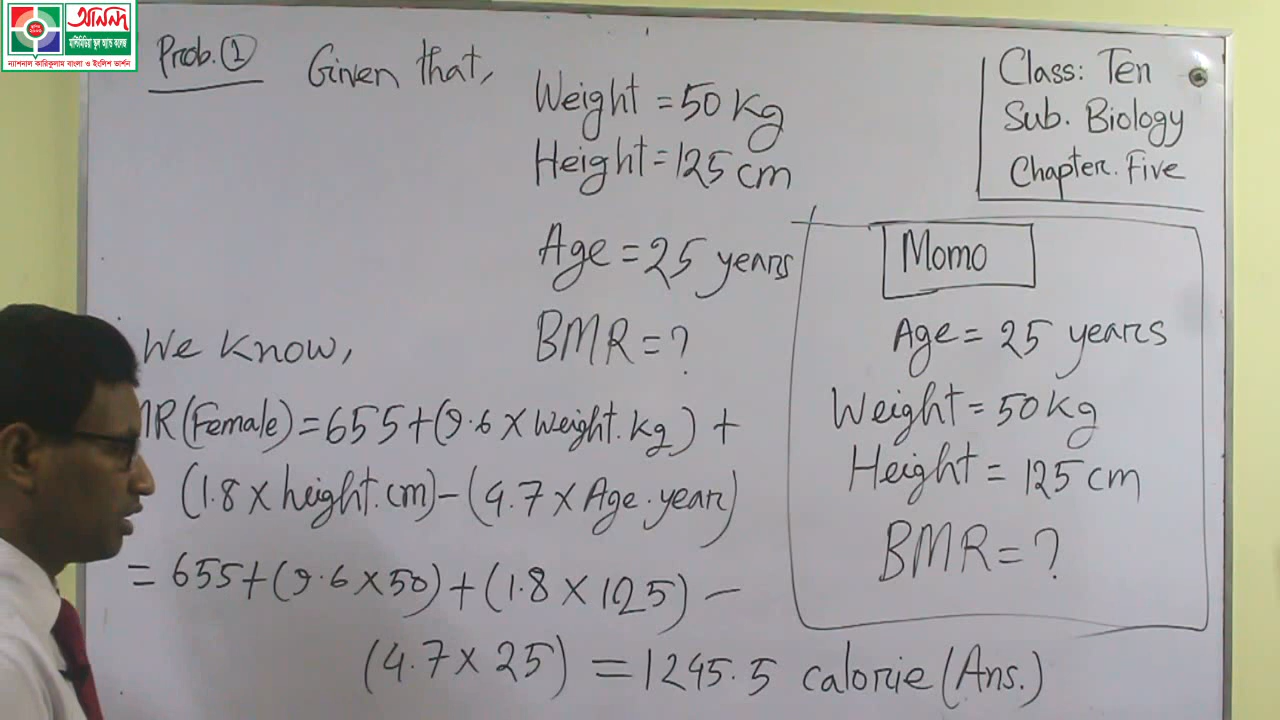 আনন্দ
মাল্টিমিডিয়া স্কুল অ্যান্ড কলেজ
ন্যাশনাল কারিকুলাম বাংলা ও ইংলিশ ভার্সন
Prob. ① Given that,
Weight = 50 Kg
Height = 125 cm
Age = 25 years
BMR = ?
We know,
MR (Female) = 655 + (9.6 × Weight.kg) +
(1.8 × height.cm) - (4.7 × Age.year)
= 655 + (9.6 × 50) + (1.8 × 125) -
(4.7 × 25) = 1245.5 calorie (Ans.)
Class: Ten
Sub. Biology
Chapter. Five
Momo
Age = 25 years
Weight = 50 kg
Height = 125 cm
BMR = ?